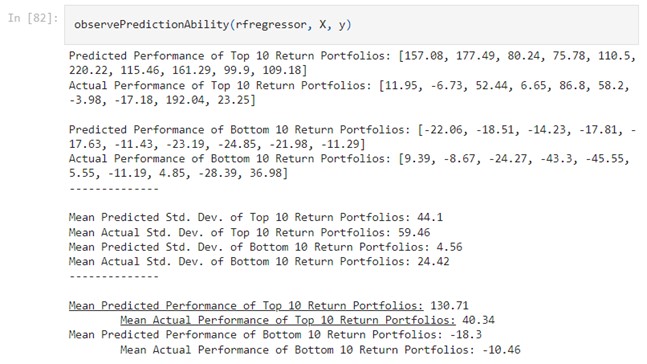 In [82]:
observePredictionAbility(rfregressor, X, y)
Predicted Performance of Top 10 Return Portfolios: [157.08, 177.49, 80.24, 75.78, 110.5,
220.22, 115.46, 161.29, 99.9, 109.18]
Actual Performance of Top 10 Return Portfolios: [11.95, -6.73, 52.44, 6.65, 86.8, 58.2,
-3.98, -17.18, 192.04, 23.25]
Predicted Performance of Bottom 10 Return Portfolios: [-22.06, -18.51, -14.23, -17.81, -
17.63, -11.43, -23.19, -24.85, -21.98, -11.29]
Actual Performance of Bottom 10 Return Portfolios: [9.39, -8.67, -24.27, -43.3, -45.55,
5.55, -11.19, 4.85, -28.39, 36.98]
--------------
Mean Predicted Std. Dev. of Top 10 Return Portfolios: 44.1
Mean Actual Std. Dev. of Top 10 Return Portfolios: 59.46
Mean Predicted Std. Dev. of Bottom 10 Return Portfolios: 4.56
Mean Actual Std. Dev. of Bottom 10 Return Portfolios: 24.42
--------------
Mean Predicted Performance of Top 10 Return Portfolios: 130.71
Mean Actual Performance of Top 10 Return Portfolios: 40.34
Mean Predicted Performance of Bottom 10 Return Portfolios: -18.3
Mean Actual Performance of Bottom 10 Return Portfolios: -10.46